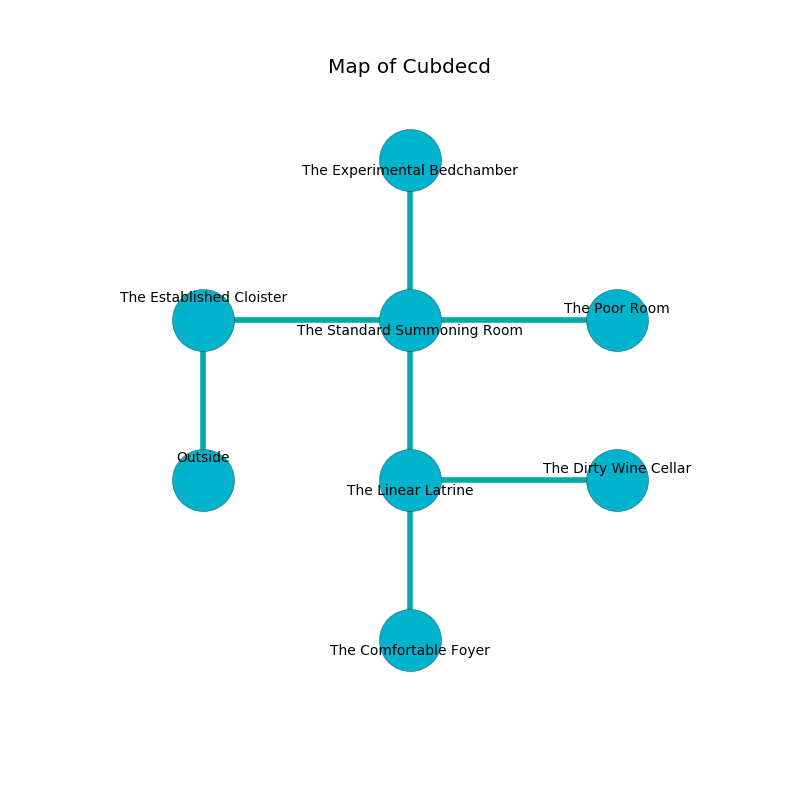 Map of Cubdecd
The Experimental Bedchamber
The Established Cloister
The Poor Room
The Standard Summoning Room
Outside
The Dirty Wine Cellar
The Linear Latrine
The Comfortable Foyer